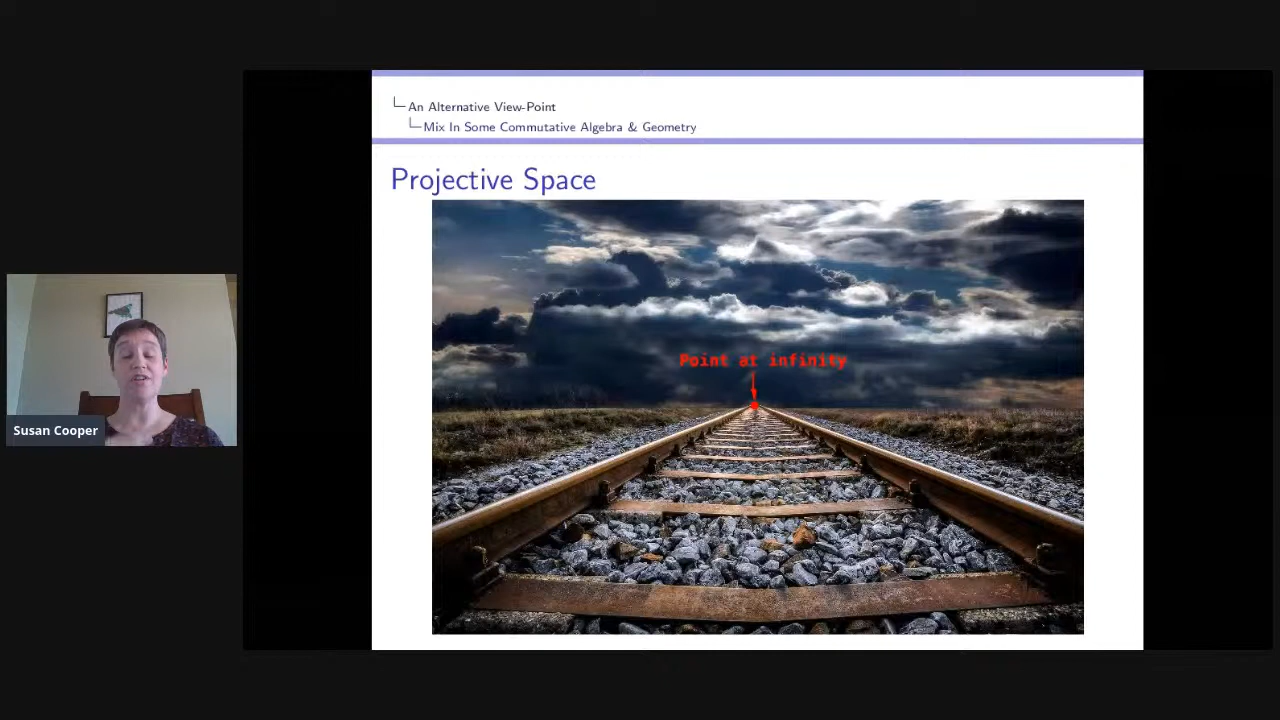 An Alternative View-Point
Mix In Some Commutative Algebra & Geometry
Projective Space
Point at infinity
Susan Cooper